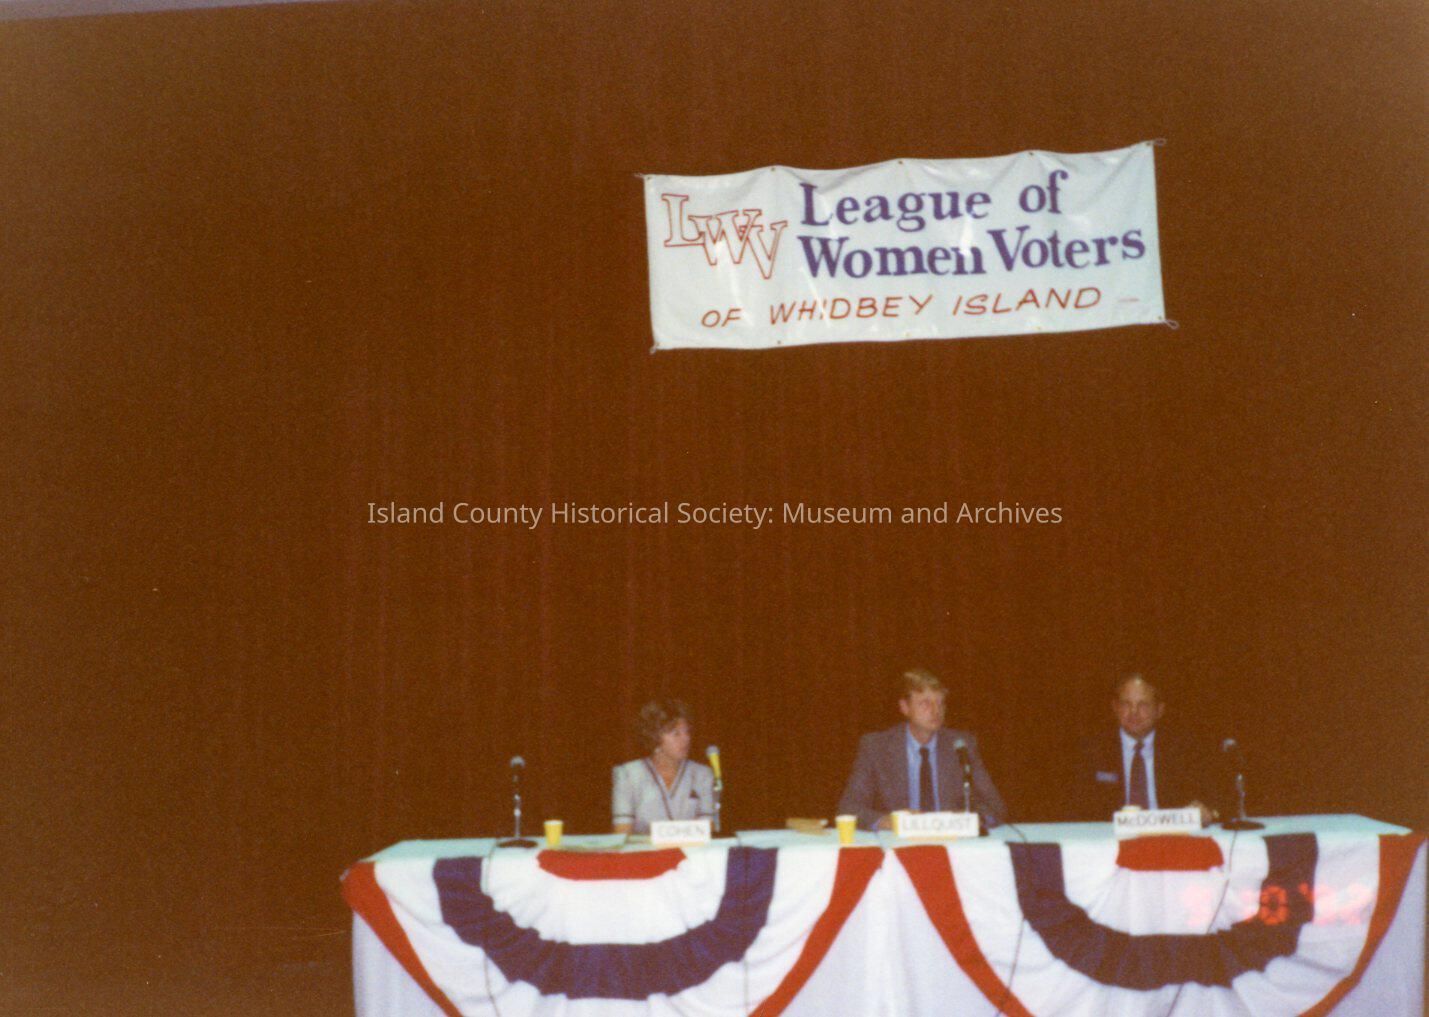 LWV
League of
Women Voters
OF WHIDBEY ISLAND
Island County Historical Society: Museum and Archives
COHEN
LILLQUIST
McDOWELL